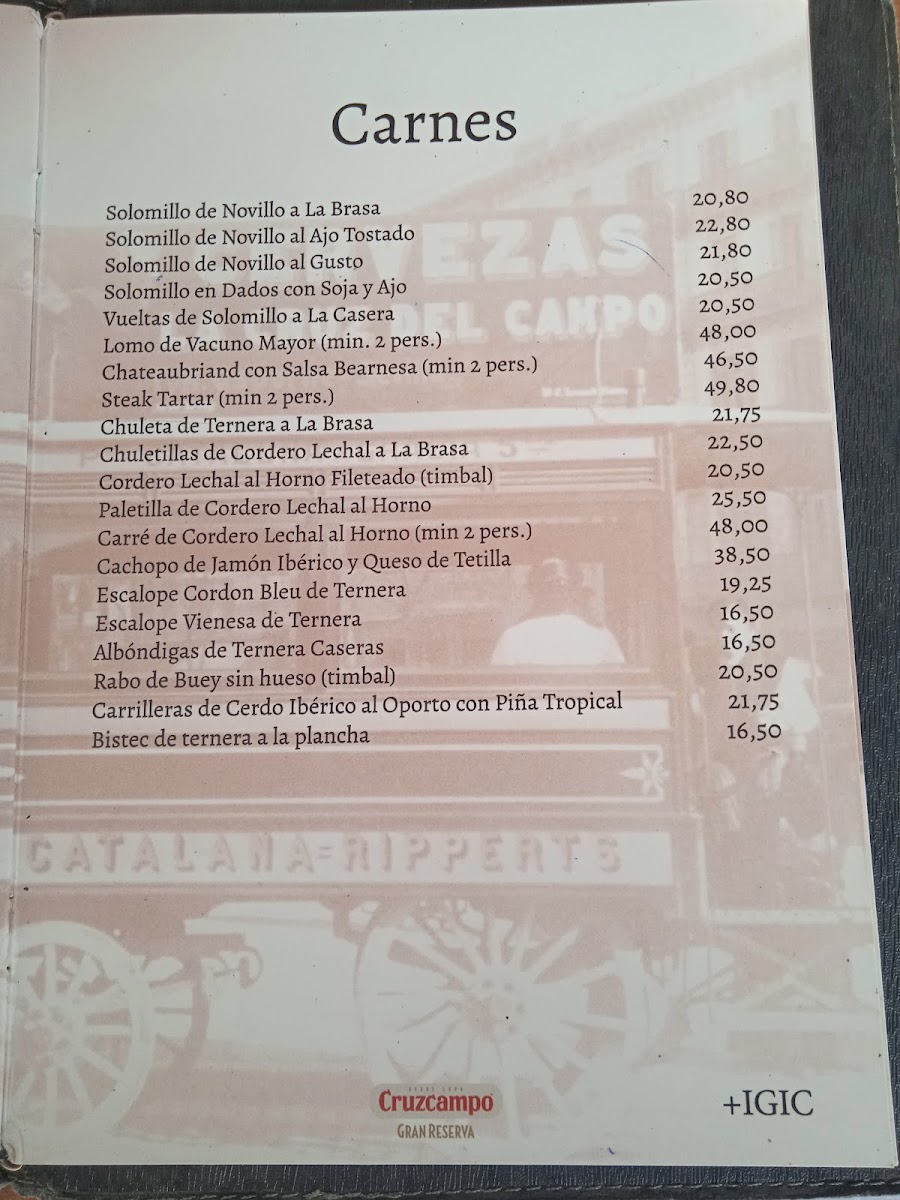 Carnes
Solomillo de Novillo a La Brasa 20,80
Solomillo de Novillo al Ajo Tostado 22,80
Solomillo de Novillo al Gusto 21,80
Solomillo en Dados con Soja y Ajo 20,50
Vueltas de Solomillo a La Casera 20,50
Lomo de Vacuno Mayor (min. 2 pers.) 48,00
Chateaubriand con Salsa Bearnesa (min 2 pers.) 46,50
Steak Tartar (min 2 pers.) 49,80
Chuleta de Ternera a La Brasa 21,75
Chuletillas de Cordero Lechal a La Brasa 22,50
Cordero Lechal al Horno Fileteado (timbal) 20,50
Paletilla de Cordero Lechal al Horno 25,50
Carré de Cordero Lechal al Horno (min 2 pers.) 48,00
Cachopo de Jamón Ibérico y Queso de Tetilla 38,50
Escalope Cordon Bleu de Ternera 19,25
Escalope Vienesa de Ternera 16,50
Albóndigas de Ternera Caseras 16,50
Rabo de Buey sin hueso (timbal) 20,50
Carrilleras de Cerdo Ibérico al Oporto con Piña Tropical 21,75
Bistec de ternera a la plancha 16,50
VEZAS
DEL CAMPO
CATALANA=RIPPERTS
Cruzcampo
GRAN RESERVA
+IGIC